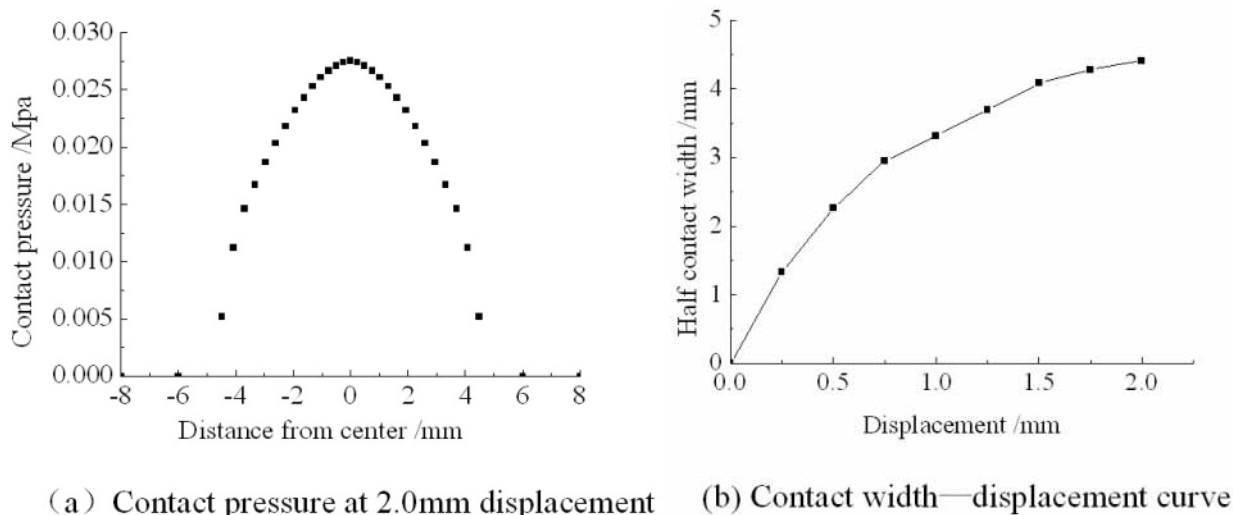 0.030
0.025
0.020
0.015
0.010
0.005
0.000
Contact pressure /Mpa
-8 -6 -4 -2 0 2 4 6 8
Distance from center /mm
(a) Contact pressure at 2.0mm displacement
5
4
3
2
1
0
Half contact width/mm
0.0 0.5 1.0 1.5 2.0
Displacement /mm
(b) Contact width—displacement curve